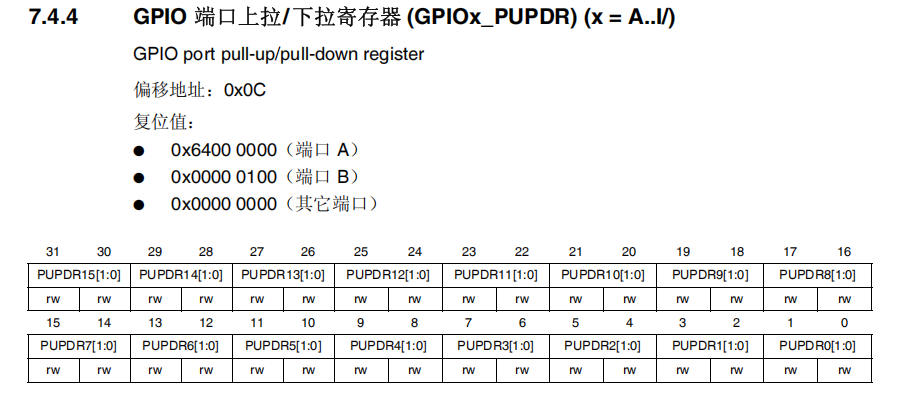 7.4.4 GPIO 端口上拉/下拉寄存器 (GPIOx_PUPDR) (x = A..I/)
GPIO port pull-up/pull-down register
偏移地址：0x0C
复位值：
● 0x6400 0000（端口 A）
● 0x0000 0100（端口 B）
● 0x0000 0000（其它端口）
31 30 29 28 27 26 25 24 23 22 21 20 19 18 17 16
PUPDR15[1:0] PUPDR14[1:0] PUPDR13[1:0] PUPDR12[1:0] PUPDR11[1:0] PUPDR10[1:0] PUPDR9[1:0] PUPDR8[1:0]
rw rw rw rw rw rw rw rw rw rw rw rw rw rw rw rw
15 14 13 12 11 10 9 8 7 6 5 4 3 2 1 0
PUPDR7[1:0] PUPDR6[1:0] PUPDR5[1:0] PUPDR4[1:0] PUPDR3[1:0] PUPDR2[1:0] PUPDR1[1:0] PUPDR0[1:0]
rw rw rw rw rw rw rw rw rw rw rw rw rw rw rw rw